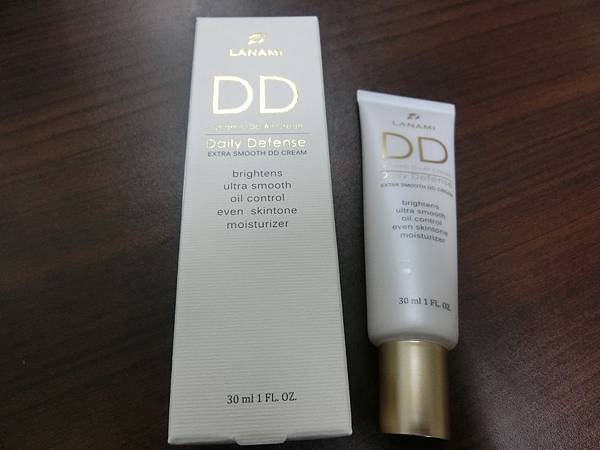 LANAMI
DD
Daily Defense
EXTRA SMOOTH DD CREAM
brightens
ultra smooth
oil control
even skintone
moisturizer
30 ml 1 FL. OZ.
LANAMI
DD
Daily Defense
EXTRA SMOOTH DD CREAM
brightens
ultra smooth
oil control
even skintone
moisturizer
30 ml 1 FL. OZ.